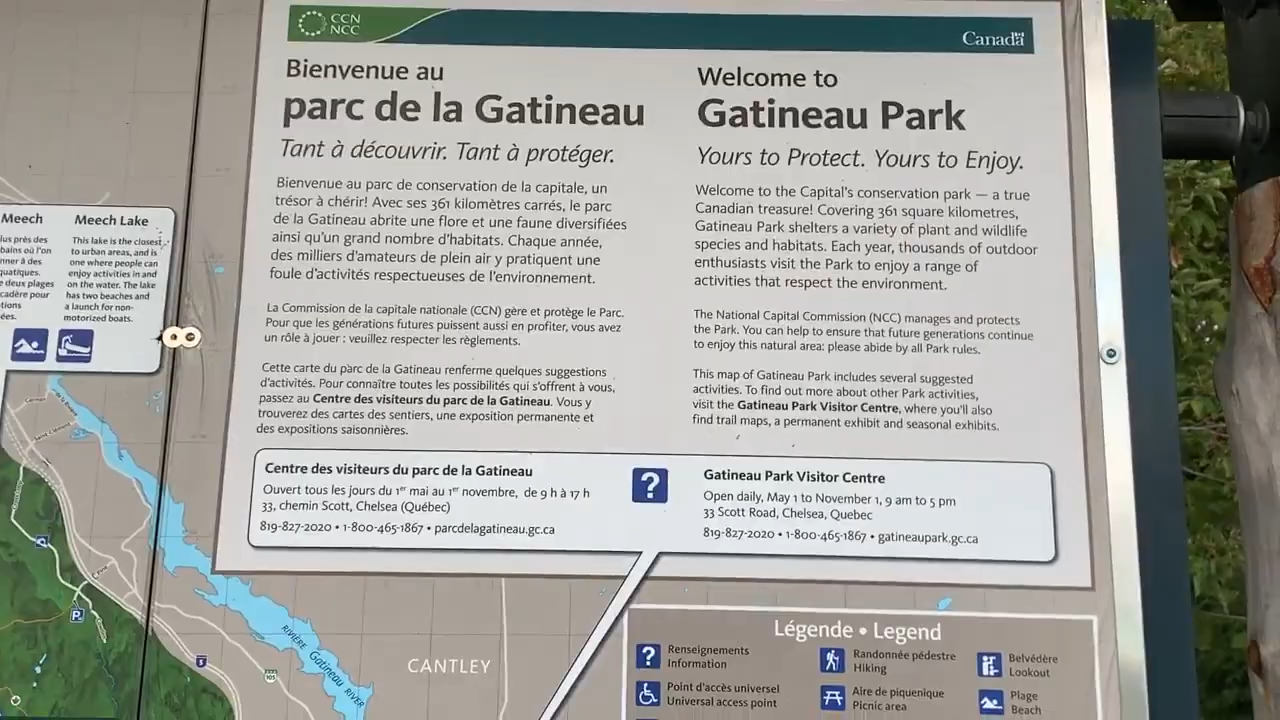 CCN
NCC
Canada
Bienvenue au
parc de la Gatineau
Tant à découvrir. Tant à protéger.
Bienvenue au parc de conservation de la capitale, un
trésor à chérir! Avec ses 361 kilomètres carrés, le parc
de la Gatineau abrite une flore et une faune diversifiées
ainsi qu'un grand nombre d'habitats. Chaque année,
des milliers d'amateurs de plein air y pratiquent une
foule d'activités respectueuses de l'environnement.
La Commission de la capitale nationale (CCN) gère et protège le Parc.
Pour que les générations futures puissent aussi en profiter, vous avez
un rôle à jouer : veuillez respecter les règlements.
Cette carte du parc de la Gatineau renferme quelques suggestions
d'activités. Pour connaître toutes les possibilités qui s'offrent à vous,
passez au Centre des visiteurs du parc de la Gatineau. Vous y
trouverez des cartes des sentiers, une exposition permanente et
des expositions saisonnières.
Welcome to
Gatineau Park
Yours to Protect. Yours to Enjoy.
Welcome to the Capital's conservation park — a true
Canadian treasure! Covering 361 square kilometres,
Gatineau Park shelters a variety of plant and wildlife
species and habitats. Each year, thousands of outdoor
enthusiasts visit the Park to enjoy a range of
activities that respect the environment.
The National Capital Commission (NCC) manages and protects
the Park. You can help to ensure that future generations continue
to enjoy this natural area: please abide by all Park rules.
This map of Gatineau Park includes several suggested
activities. To find out more about other Park activities,
visit the Gatineau Park Visitor Centre, where you'll also
find trail maps, a permanent exhibit and seasonal exhibits.
Centre des visiteurs du parc de la Gatineau
Ouvert tous les jours du 1er mai au 1er novembre, de 9 h à 17 h
33, chemin Scott, Chelsea (Québec)
819-827-2020 • 1-800-465-1867 • parcdelagatineau.gc.ca
?
Gatineau Park Visitor Centre
Open daily, May 1 to November 1, 9 am to 5 pm
33 Scott Road, Chelsea, Quebec
819-827-2020 • 1-800-465-1867 • gatineaupark.gc.ca
Meech
lus près des
bains où l'on
nner à des
quatiques.
e deux plages
cadère pour
tions
ées.
Meech Lake
This lake is the closest
to urban areas, and is
one where people can
enjoy activities in and
on the water. The lake
has two beaches and
a launch for non-
motorized boats.
P
5
105
RIVIÈRE Gatineau RIVER
CANTLEY
Légende • Legend
?
Renseignements
Information
Point d'accès universel
Universal access point
Randonnée pédestre
Hiking
Aire de piquenique
Picnic area
Belvédère
Lookout
Plage
Beach